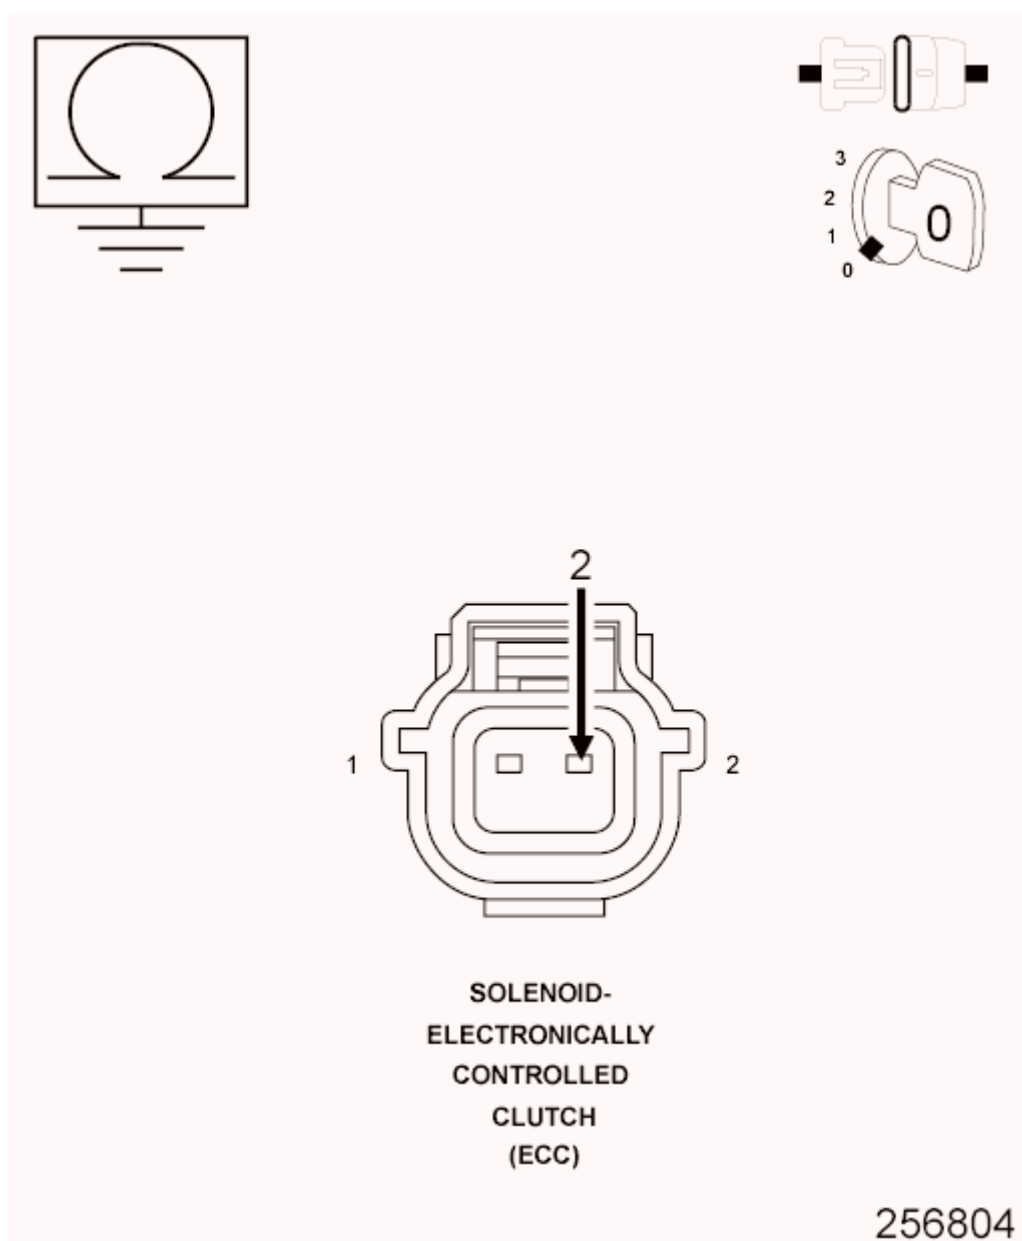 3
2
1
0
0
2
1
2
SOLENOID-
ELECTRONICALLY
CONTROLLED
CLUTCH
(ECC)
256804